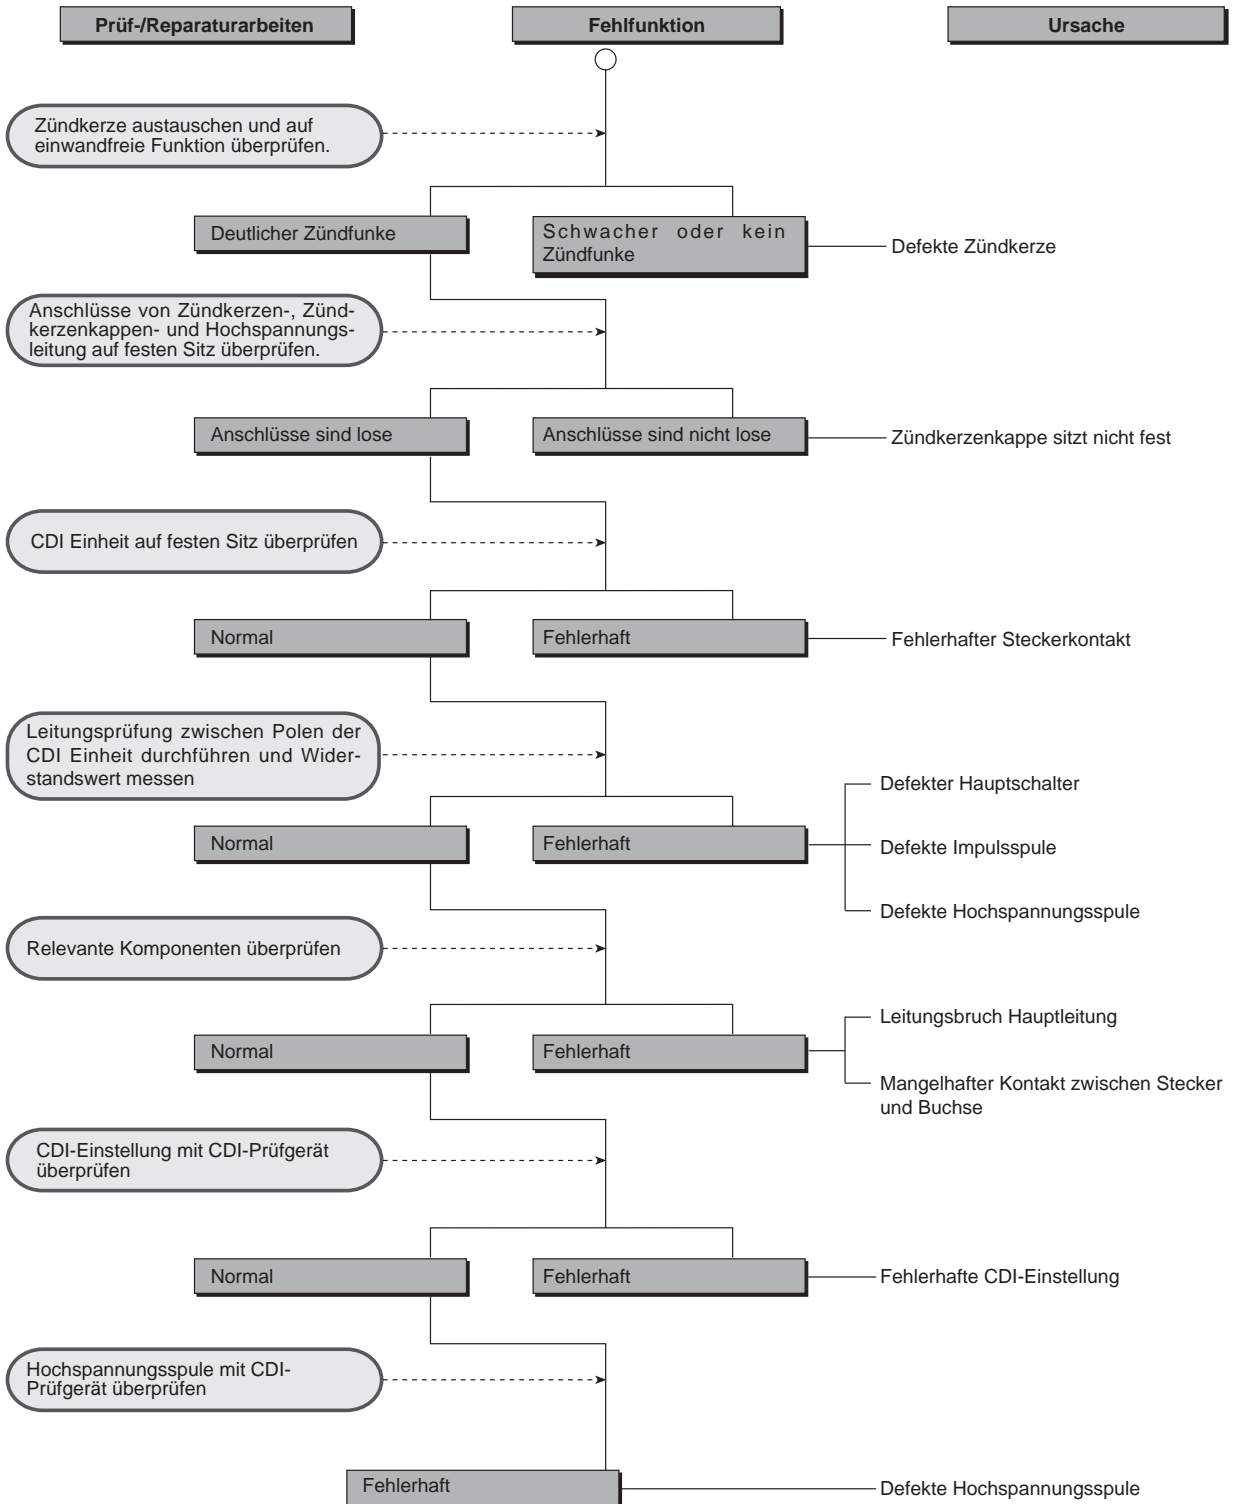 Prüf-/Reparaturarbeiten
Fehlfunktion
Ursache
Zündkerze austauschen und auf
einwandfreie Funktion überprüfen.
Deutlicher Zündfunke
Schwacher oder kein
Zündfunke
Defekte Zündkerze
Anschlüsse von Zündkerzen-, Zünd-
kerzenkappen- und Hochspannungs-
leitung auf festen Sitz überprüfen.
Anschlüsse sind lose
Anschlüsse sind nicht lose
Zündkerzenkappe sitzt nicht fest
CDI Einheit auf festen Sitz überprüfen
Normal
Fehlerhaft
Fehlerhafter Steckerkontakt
Leitungsprüfung zwischen Polen der
CDI Einheit durchführen und Wider-
standswert messen
Normal
Fehlerhaft
Defekter Hauptschalter
Defekte Impulsspule
Defekte Hochspannungsspule
Relevante Komponenten überprüfen
Normal
Fehlerhaft
Leitungsbruch Hauptleitung
Mangelhafter Kontakt zwischen Stecker
und Buchse
CDI-Einstellung mit CDI-Prüfgerät
überprüfen
Normal
Fehlerhaft
Fehlerhafte CDI-Einstellung
Hochspannungsspule mit CDI-
Prüfgerät überprüfen
Fehlerhaft
Defekte Hochspannungsspule